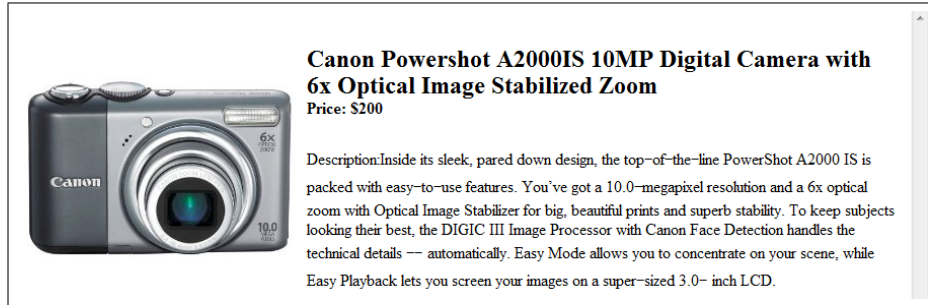 Canon Powershot A2000IS 10MP Digital Camera with
6x Optical Image Stabilized Zoom
Price: $200
Description:Inside its sleek, pared down design, the top-of-the-line PowerShot A2000 IS is
packed with easy-to-use features. You've got a 10.0-megapixel resolution and a 6x optical
zoom with Optical Image Stabilizer for big, beautiful prints and superb stability. To keep subjects
looking their best, the DIGIC III Image Processor with Canon Face Detection handles the
technical details -- automatically. Easy Mode allows you to concentrate on your scene, while
Easy Playback lets you screen your images on a super-sized 3.0- inch LCD.
6x
OPTICAL
ZOOM
Canon
10.0
MEGA
PIXELS